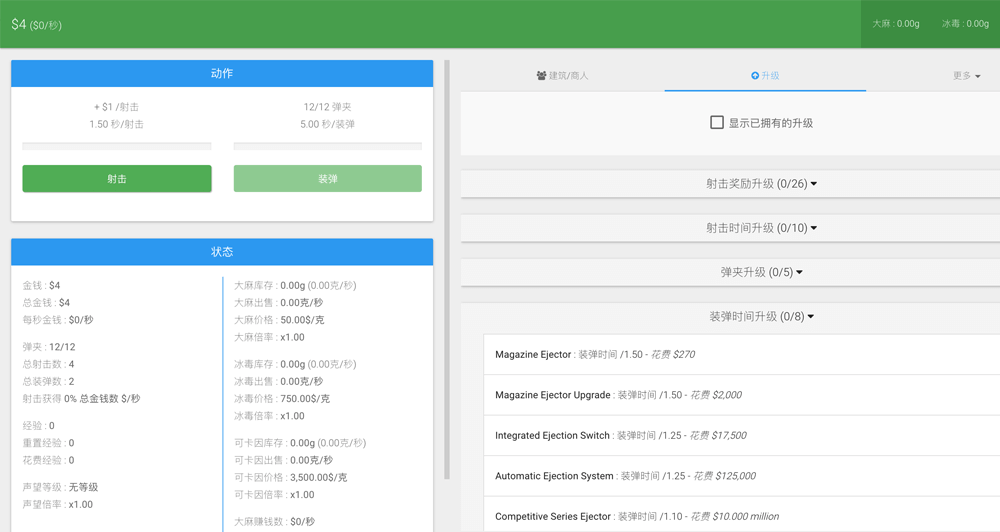 $4 ($0/秒)
大麻 : 0.00g 冰毒 : 0.00g
动作
+ $1 /射击 12/12 弹夹
1.50 秒/射击 5.00 秒/装弹
射击 装弹
状态
金钱 : $4
总金钱 : $4
每秒金钱 : $0/秒
弹夹 : 12/12
总射击数 : 4
总装弹数 : 2
射击获得 0% 总金钱数 $/秒
经验 : 0
重置经验 : 0
花费经验 : 0
声望等级 : 无等级
声望倍率 : x1.00
大麻库存 : 0.00g (0.00克/秒)
大麻出售 : 0.00克/秒
大麻价格 : 50.00$/克
大麻倍率 : x1.00
冰毒库存 : 0.00g (0.00克/秒)
冰毒出售 : 0.00克/秒
冰毒价格 : 750.00$/克
冰毒倍率 : x1.00
可卡因库存 : 0.00g (0.00克/秒)
可卡因出售 : 0.00克/秒
可卡因价格 : 3,500.00$/克
可卡因倍率 : x1.00
大麻赚钱数 : $0/秒
建筑/商人 升级 更多
显示已拥有的升级
射击奖励升级 (0/26)
射击时间升级 (0/10)
弹夹升级 (0/5)
装弹时间升级 (0/8)
Magazine Ejector : 装弹时间 /1.50 - 花费 $270
Magazine Ejector Upgrade : 装弹时间 /1.50 - 花费 $2,000
Integrated Ejection Switch : 装弹时间 /1.25 - 花费 $17,500
Automatic Ejection System : 装弹时间 /1.25 - 花费 $125,000
Competitive Series Ejector : 装弹时间 /1.10 - 花费 $10.000 million